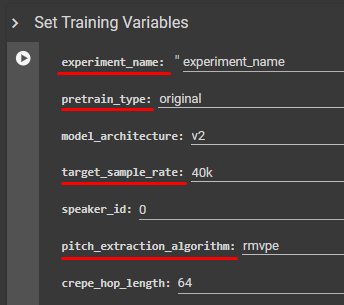 Set Training Variables
experiment_name: " experiment_name
pretrain_type: original
model_architecture: v2
target_sample_rate: 40k
speaker_id: 0
pitch_extraction_algorithm: rmvpe
crepe_hop_length: 64